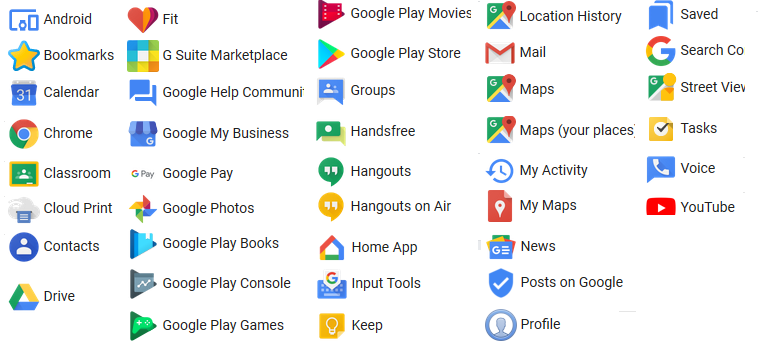 Android
Bookmarks
31
Calendar
Chrome
Classroom
Cloud Print
Contacts
Drive
Fit
G Suite Marketplace
Google Help Communi
G
Google My Business
G Pay
Google Pay
Google Photos
Google Play Books
Google Play Console
Google Play Games
Google Play Movies
Google Play Store
Groups
Handsfree
Hangouts
Hangouts on Air
Home App
G
Input Tools
Keep
G
Location History
Mail
G
Maps
G
Maps (your places)
My Activity
My Maps
G
News
Posts on Google
Profile
Saved
G
Search Co
G
Street View
Tasks
Voice
YouTube